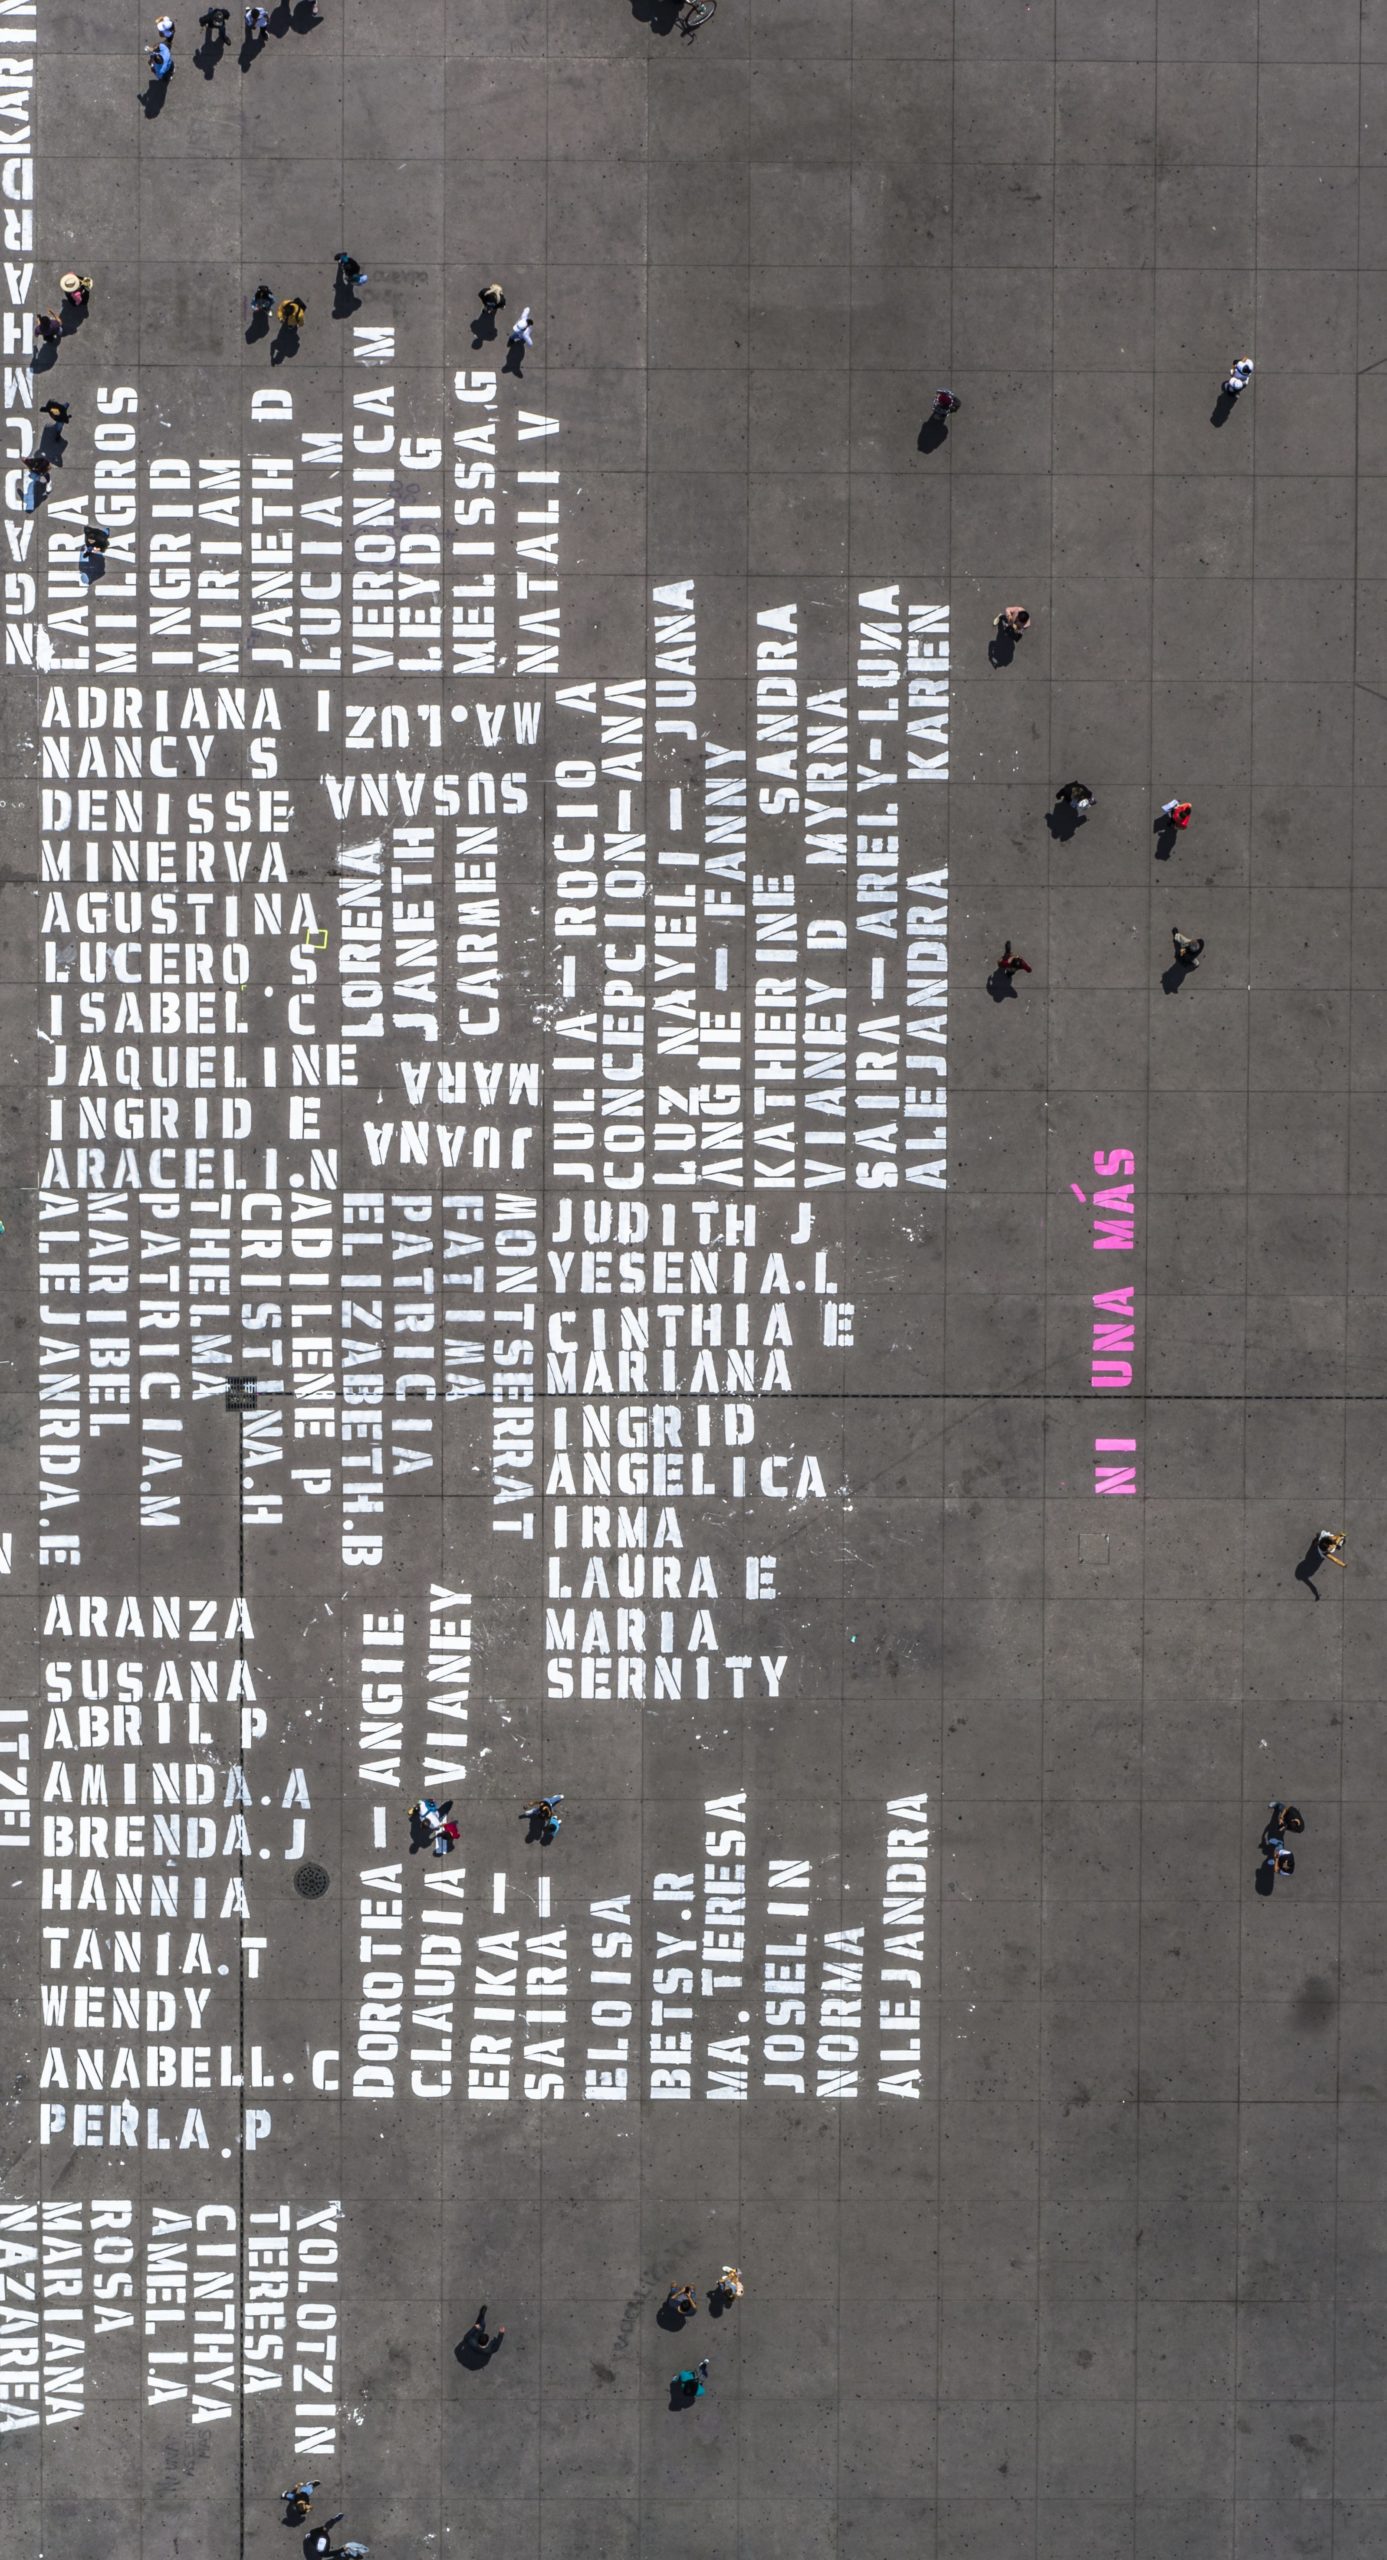 LAURA
MILAGROS
INGRID
MIRIAM
JANETH D
LUCIA M
VERONICA M
LEYDI G
MELISSA.G
NATALI V
ADRIANA I
NANCY S
DENISSE
MINERVA
AGUSTINA
LUCERO.S
ISABEL C
JAQUELINE
INGRID E
ARACELI.N
MA.LUZ
SUSANA
LORENA
JANETH
CARMEN
MARA
JUANA
JULIA — ROCIO A
CONCEPCION—ANA
LUZ NAYELI — JUANA
ANGIE — FANNY
KATHERINE SANDRA
VIANEY D MYRNA
SAIRA — ARELY-LUNA
ALEJANDRA KAREN
ALEJANRDA.E
MARIBEL
PATRICIA.M
THELMA
CRISTINA.H
ADILENE P
ELIZABETH.B
PATRICIA
FATIMA
MONTSERRAT
JUDITH J
YESENIA.L
CINTHIA E
MARIANA
INGRID
ANGELICA
IRMA
LAURA E
MARIA
SERNITY
NI UNA MÁS
ARANZA
SUSANA
ABRIL P
AMINDA.A
BRENDA.J
HANNIA
TANIA.T
WENDY
ANABELL.C
PERLA.P
DOROTEA — ANGIE
CLAUDIA VIANEY
ERIKA —
SAIRA —
ELOISA
BETSY.R
MA. TERESA
JOSELIN
NORMA
ALEJANDRA
ITZEL
NAZAREA
MARIANA
ROSA
AMELI.A
CINTHYA
TERESA
YOLOTZIN